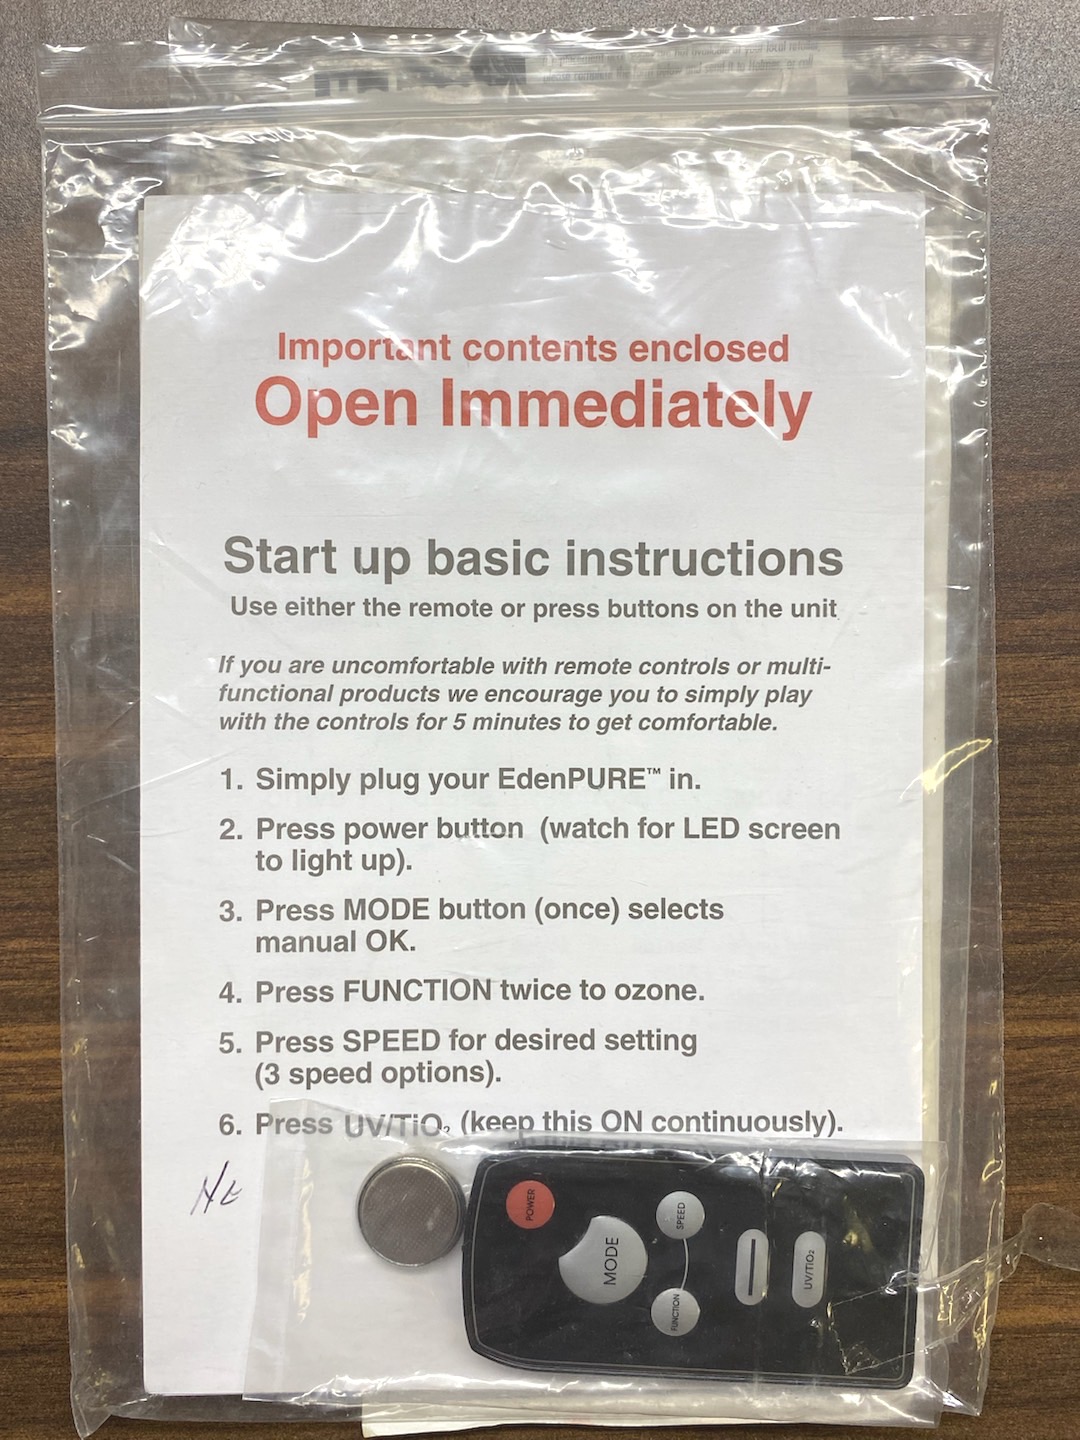 Important contents enclosed
Open Immediately
Start up basic instructions
Use either the remote or press buttons on the unit
If you are uncomfortable with remote controls or multi-
functional products we encourage you to simply play
with the controls for 5 minutes to get comfortable.
1. Simply plug your EdenPURE™ in.
2. Press power button (watch for LED screen
to light up).
3. Press MODE button (once) selects
manual OK.
4. Press FUNCTION twice to ozone.
5. Press SPEED for desired setting
(3 speed options).
6. Press UV/TiO₂ (keep this ON continuously).
POWER
MODE
SPEED
FUNCTION
UV/TiO₂